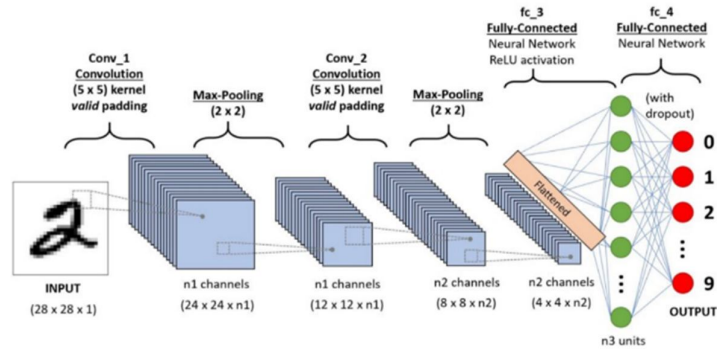 fc_3
Fully-Connected
Neural Network
ReLU activation
fc_4
Fully-Connected
Neural Network
Conv_1
Convolution
(5 x 5) kernel
valid padding
Max-Pooling
(2 x 2)
Conv_2
Convolution
(5 x 5) kernel
valid padding
Max-Pooling
(2 x 2)
(with
dropout)
2
Flattened
0
1
2
9
INPUT
(28 x 28 x 1)
n1 channels
(24 x 24 x n1)
n1 channels
(12 x 12 x n1)
n2 channels
(8 x 8 x n2)
n2 channels
(4 x 4 x n2)
OUTPUT
n3 units